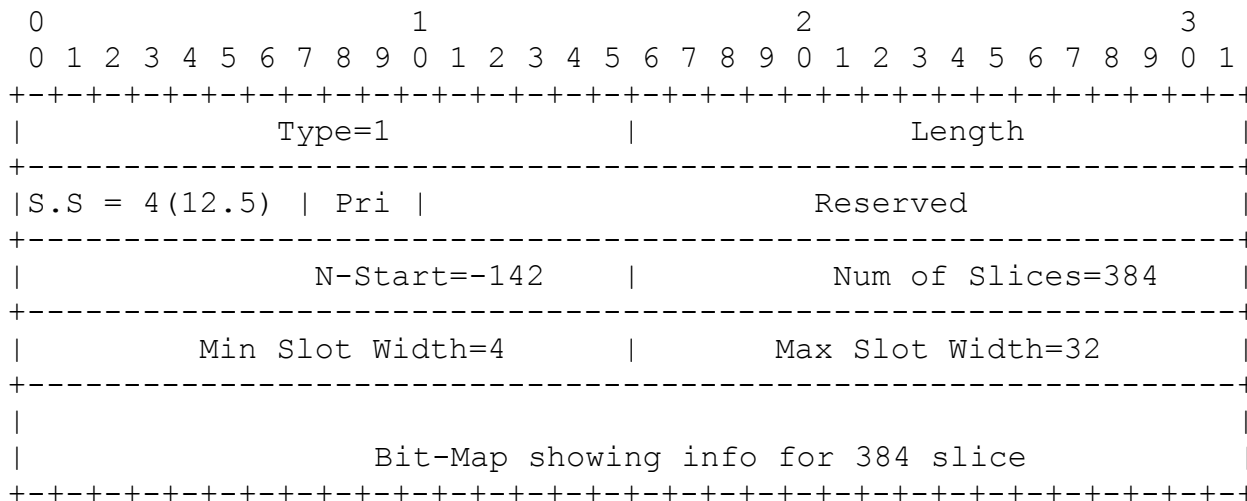 0                   1                   2                   3
 0 1 2 3 4 5 6 7 8 9 0 1 2 3 4 5 6 7 8 9 0 1 2 3 4 5 6 7 8 9 0 1
+-+-+-+-+-+-+-+-+-+-+-+-+-+-+-+-+-+-+-+-+-+-+-+-+-+-+-+-+-+-+-+-+
|             Type=1            |              Length           |
+---------------------------------------------------------------+
|S.S = 4(12.5) | Pri |                    Reserved              |
+---------------------------------------------------------------+
|               N-Start=-142    |          Num of Slices=384    |
+---------------------------------------------------------------+
|         Min Slot Width=4      |       Max Slot Width=32       |
+---------------------------------------------------------------+
|                                                               |
|                  Bit-Map showing info for 384 slice           |
+-+-+-+-+-+-+-+-+-+-+-+-+-+-+-+-+-+-+-+-+-+-+-+-+-+-+-+-+-+-+-+-+